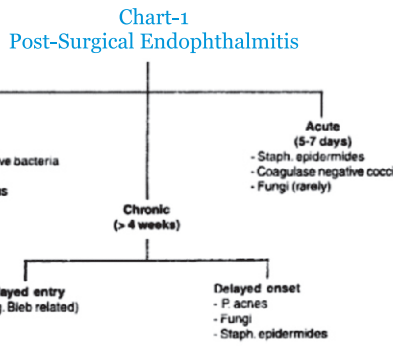 Chart-1
Post-Surgical Endophthalmitis
Acute
(5-7 days)
- Staph. epidermides
- Coagulase negative cocci
- Fungi (rarely)
ve bacteria
s
Chronic
(> 4 weeks)
ayed entry
. Bleb related)
Delayed onset
- P. acnes
- Fungi
- Staph. epidermides